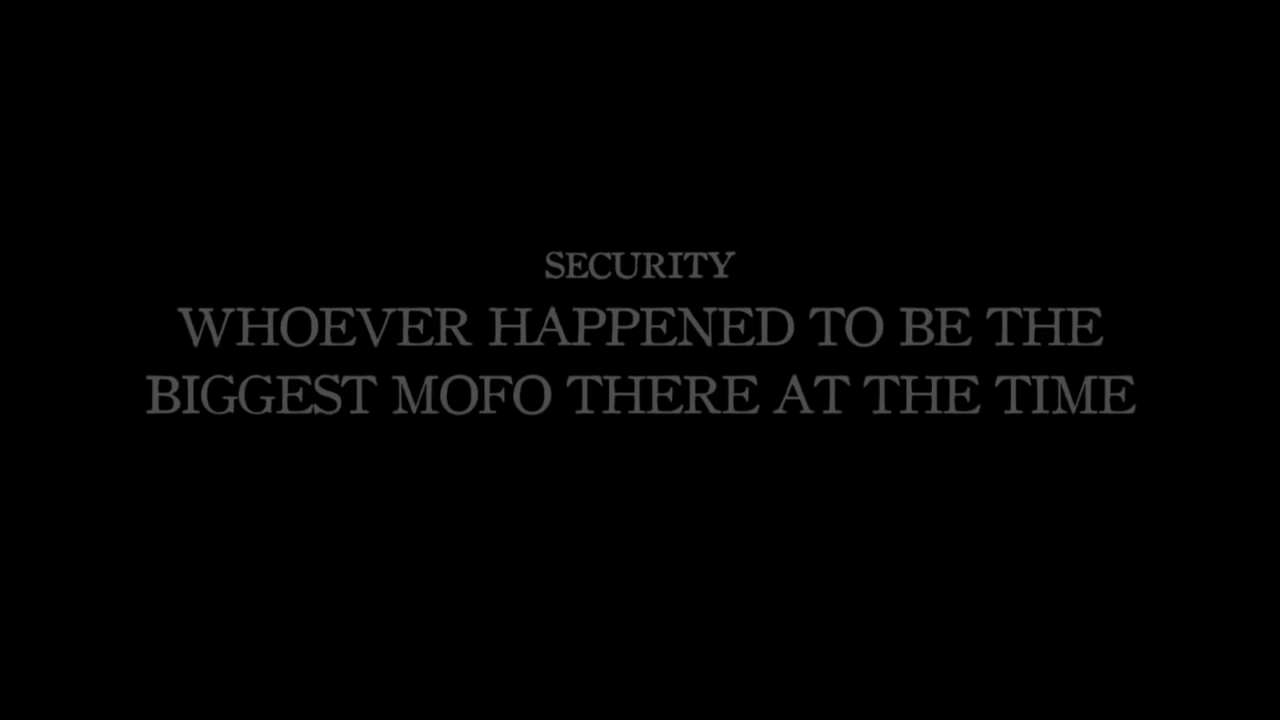 SECURITY
WHOEVER HAPPENED TO BE THE
BIGGEST MOFO THERE AT THE TIME